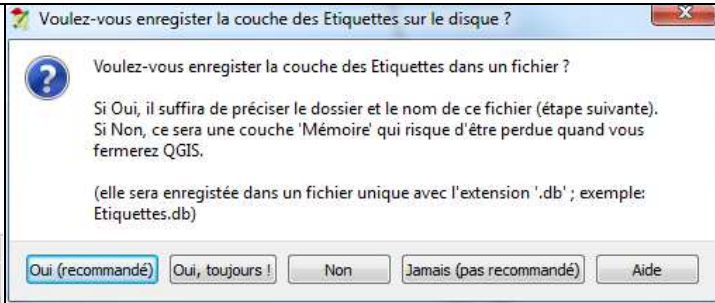 Voulez-vous enregister la couche des Etiquettes sur le disque ?
Voulez-vous enregister la couche des Etiquettes dans un fichier ?
Si Oui, il suffira de préciser le dossier et le nom de ce fichier (étape suivante).
Si Non, ce sera une couche 'Mémoire' qui risque d'être perdue quand vous
fermerez QGIS.
(elle sera enregistée dans un fichier unique avec l'extension '.db' ; exemple:
Etiquettes.db)
Oui (recommandé) Oui, toujours ! Non Jamais (pas recommandé) Aide